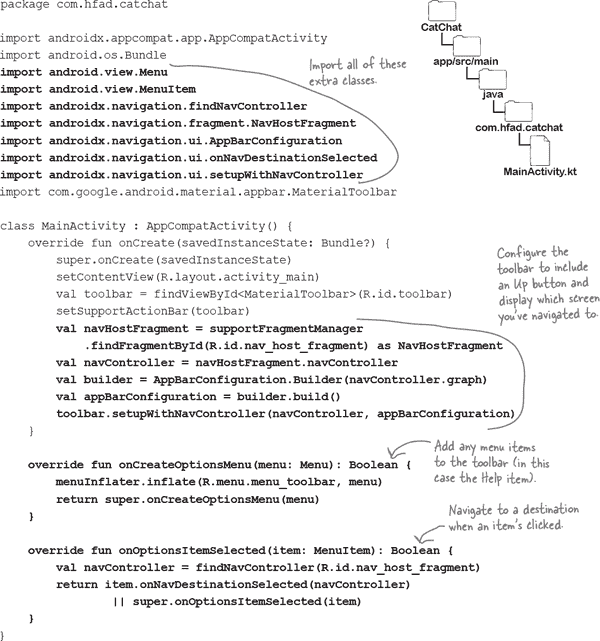 package com.hfad.catchat
import androidx.appcompat.app.AppCompatActivity
import android.os.Bundle
import android.view.Menu
import android.view.MenuItem
import androidx.navigation.findNavController
import androidx.navigation.fragment.NavHostFragment
import androidx.navigation.ui.AppBarConfiguration
import androidx.navigation.ui.onNavDestinationSelected
import androidx.navigation.ui.setupWithNavController
import com.google.android.material.appbar.MaterialToolbar
Import all of these
extra classes.
CatChat
app/src/main
java
com.hfad.catchat
MainActivity.kt
class MainActivity : AppCompatActivity() {
override fun onCreate(savedInstanceState: Bundle?) {
super.onCreate(savedInstanceState)
setContentView(R.layout.activity_main)
val toolbar = findViewById<MaterialToolbar>(R.id.toolbar)
setSupportActionBar(toolbar)
val navHostFragment = supportFragmentManager
.findFragmentById(R.id.nav_host_fragment) as NavHostFragment
val navController = navHostFragment.navController
val builder = AppBarConfiguration.Builder(navController.graph)
val appBarConfiguration = builder.build()
toolbar.setupWithNavController(navController, appBarConfiguration)
}
Configure the
toolbar to include
an Up button and
display which screen
you've navigated to.
override fun onCreateOptionsMenu(menu: Menu): Boolean {
menuInflater.inflate(R.menu.menu_toolbar, menu)
return super.onCreateOptionsMenu(menu)
}
Add any menu items
to the toolbar (in this
case the Help item).
Navigate to a destination
when an item's clicked.
override fun onOptionsItemSelected(item: MenuItem): Boolean {
val navController = findNavController(R.id.nav_host_fragment)
return item.onNavDestinationSelected(navController)
|| super.onOptionsItemSelected(item)
}
}